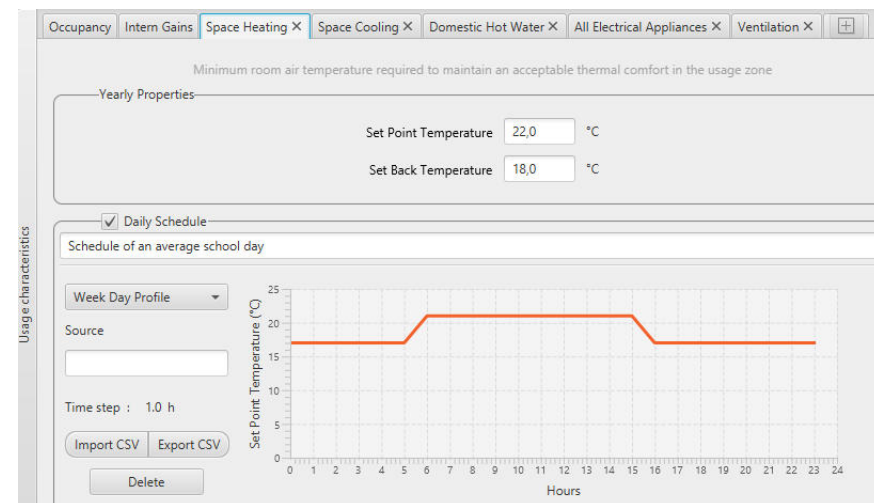 Occupancy Intern Gains Space Heating × Space Cooling × Domestic Hot Water × All Electrical Appliances × Ventilation ×
Minimum room air temperature required to maintain an acceptable thermal comfort in the usage zone
Yearly Properties
Set Point Temperature 22,0 °C
Set Back Temperature 18,0 °C
Usage characteristics
Daily Schedule
Schedule of an average school day
Week Day Profile
Source
Time step : 1.0 h
Import CSV Export CSV
Delete
Set Point Temperature (°C)
25
20
15
10
5
0
0 1 2 3 4 5 6 7 8 9 10 11 12 13 14 15 16 17 18 19 20 21 22 23 24
Hours